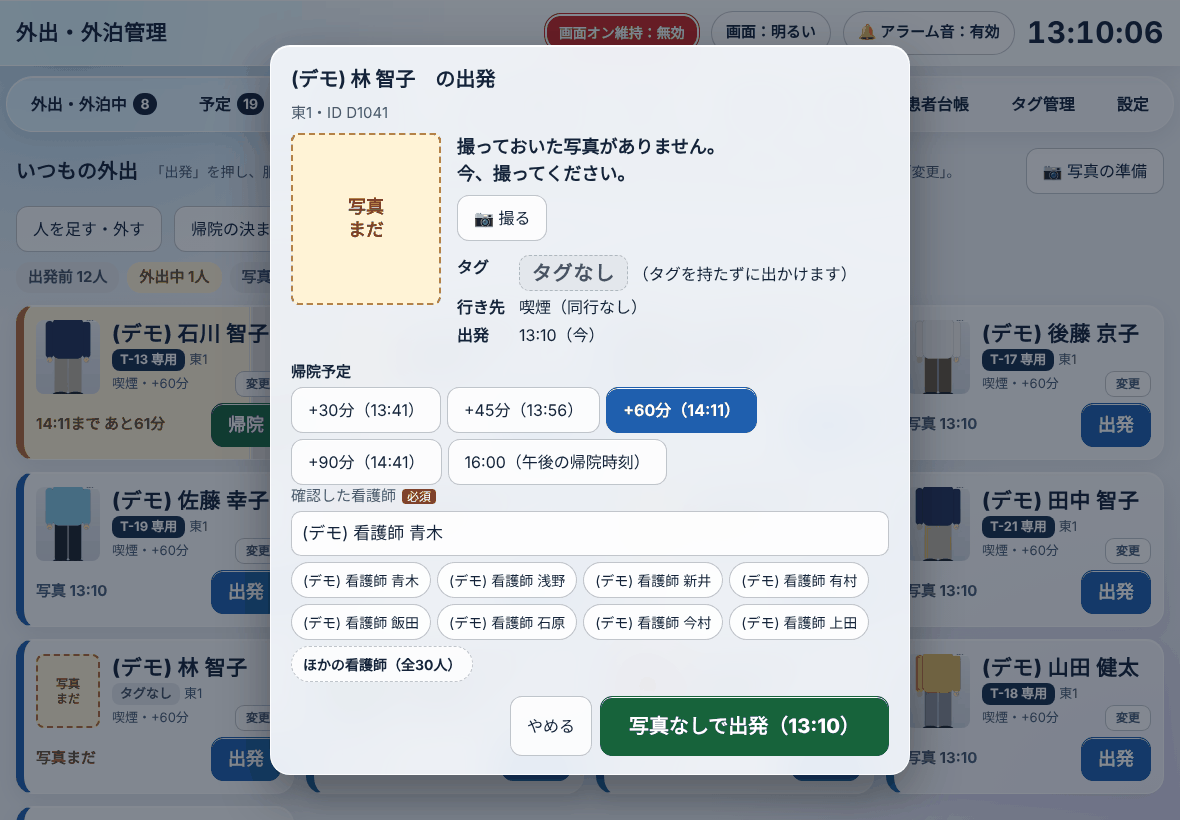 外出・外泊管理
画面オン維持：無効
画面：明るい
🔔 アラーム音：有効
13:10:06
外出・外泊中 8
予定 19
患者台帳
タグ管理
設定
いつもの外出
「出発」を押し、
変更」。
📷 写真の準備
人を足す・外す
帰院の決ま
出発前 12人
外出中 1人
写真
(デモ) 石川 智子
T-13 専用 東1
喫煙・+60分
変更
14:11まで あと61分
帰院
(デモ) 後藤 京子
T-17 専用 東1
喫煙・+60分
変更
写真 13:10
出発
(デモ) 佐藤 幸子
T-19 専用 東1
喫煙・+60分
変更
写真 13:10
出発
(デモ) 田中 智子
T-21 専用 東1
喫煙・+60分
変更
写真 13:10
出発
写真
まだ
(デモ) 林 智子
タグなし 東1
喫煙・+60分
変更
写真まだ
出発
(デモ) 山田 健太
T-18 専用 東1
喫煙・+60分
変更
写真 13:10
出発
(デモ) 林 智子　の出発
東1・ID D1041
写真
まだ
撮っておいた写真がありません。
今、撮ってください。
📷 撮る
タグ タグなし （タグを持たずに出かけます）
行き先 喫煙（同行なし）
出発 13:10（今）
帰院予定
+30分（13:41）
+45分（13:56）
+60分（14:11）
+90分（14:41）
16:00（午後の帰院時刻）
確認した看護師 必須
(デモ) 看護師 青木
(デモ) 看護師 青木
(デモ) 看護師 浅野
(デモ) 看護師 新井
(デモ) 看護師 有村
(デモ) 看護師 飯田
(デモ) 看護師 石原
(デモ) 看護師 今村
(デモ) 看護師 上田
ほかの看護師（全30人）
やめる
写真なしで出発（13:10）